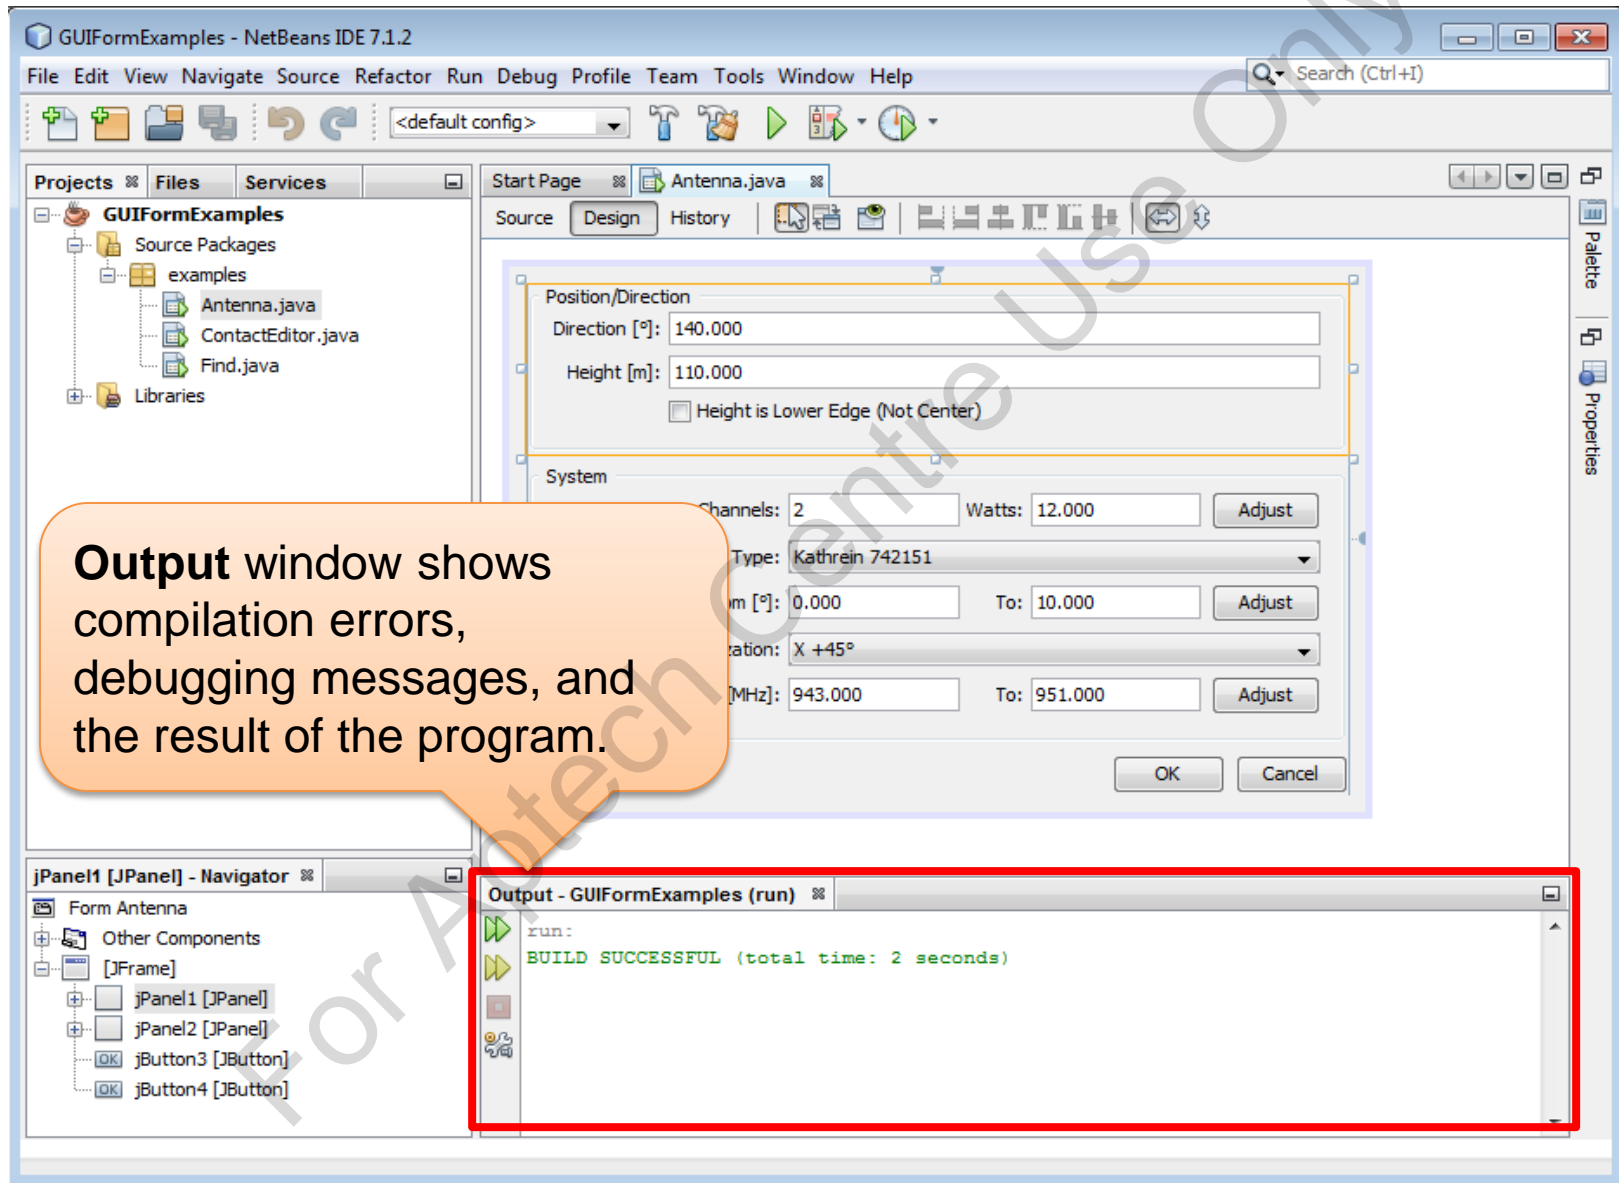 GUIFormExamples - NetBeans IDE 7.1.2
File Edit View Navigate Source Refactor Run Debug Profile Team Tools Window Help
Search (Ctrl+I)
<default config>
Projects Files Services
GUIFormExamples
Source Packages
examples
Antenna.java
ContactEditor.java
Find.java
Libraries
Start Page Antenna.java
Source Design History
Position/Direction
Direction [°]: 140.000
Height [m]: 110.000
Height is Lower Edge (Not Center)
System
Channels: 2 Watts: 12.000 Adjust
Type: Kathrein 742151
[°]: 0.000 To: 10.000 Adjust
X +45°
[MHz]: 943.000 To: 951.000 Adjust
OK Cancel
Palette
Properties
Output window shows
compilation errors,
debugging messages, and
the result of the program.
jPanel1 [JPanel] - Navigator
Form Antenna
Other Components
[JFrame]
jPanel1 [JPanel]
jPanel2 [JPanel]
OK jButton3 [JButton]
OK jButton4 [JButton]
Output - GUIFormExamples (run)
run:
BUILD SUCCESSFUL (total time: 2 seconds)
For Aptech Centre Use Only